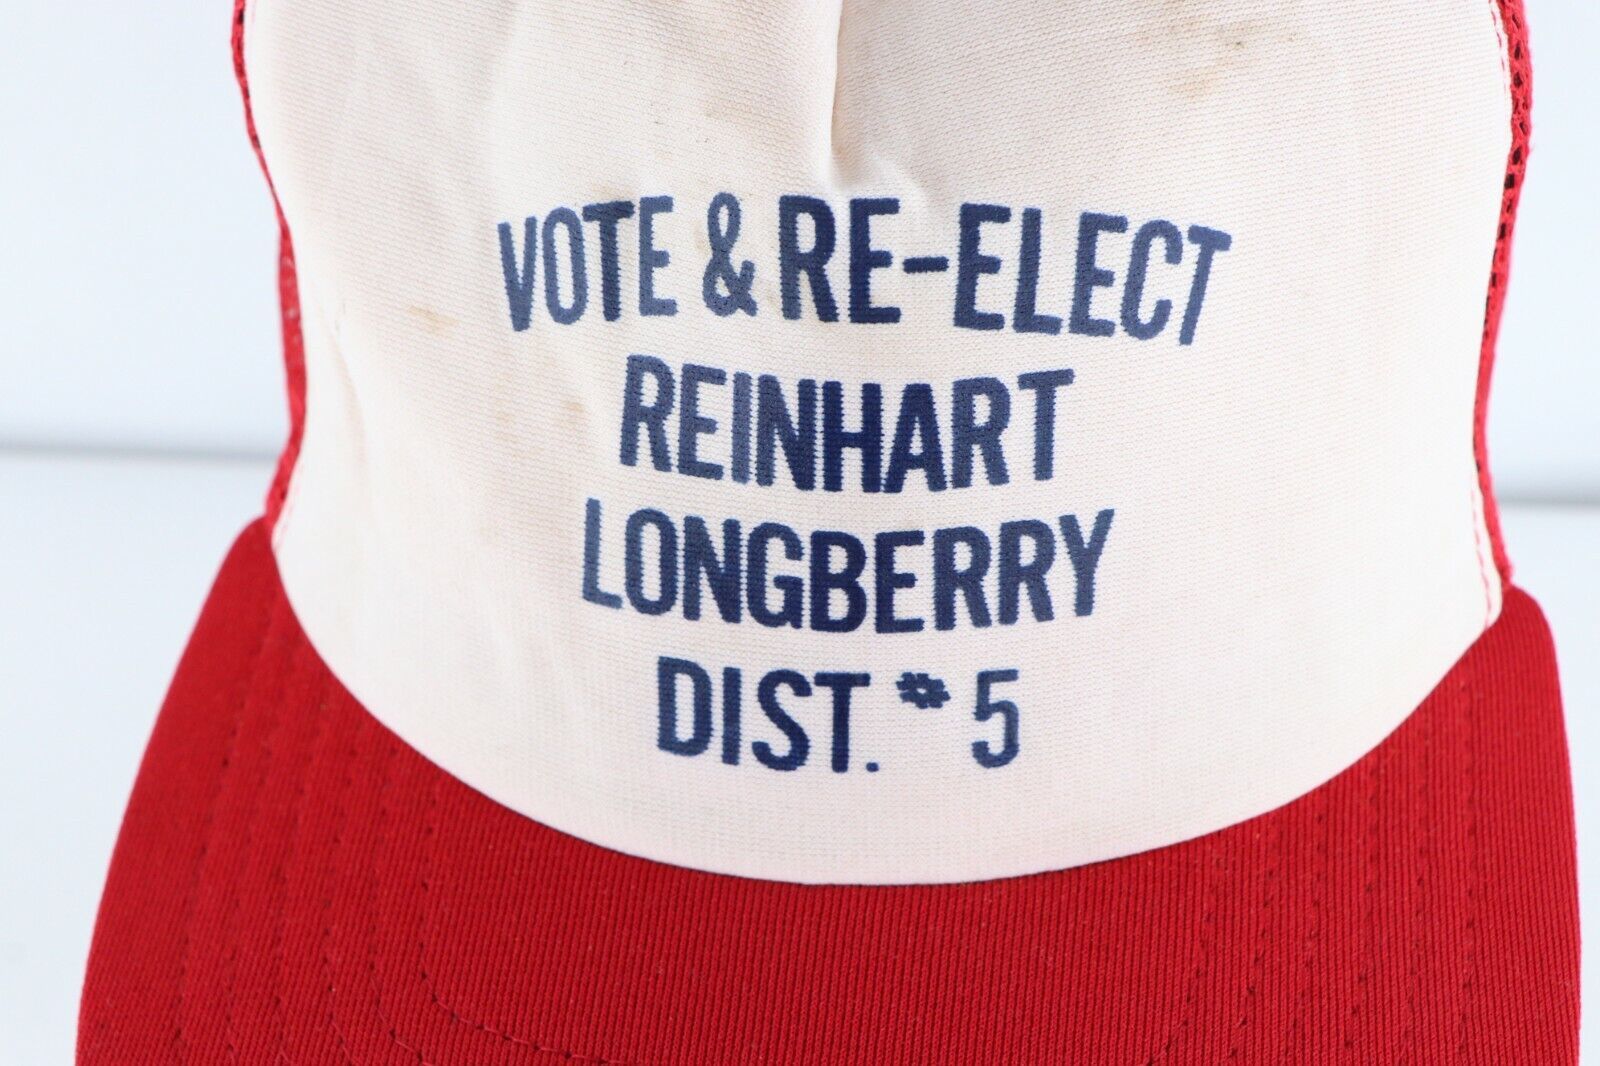 VOTE & RE-ELECT
REINHART
LONGBERRY
DIST. # 5